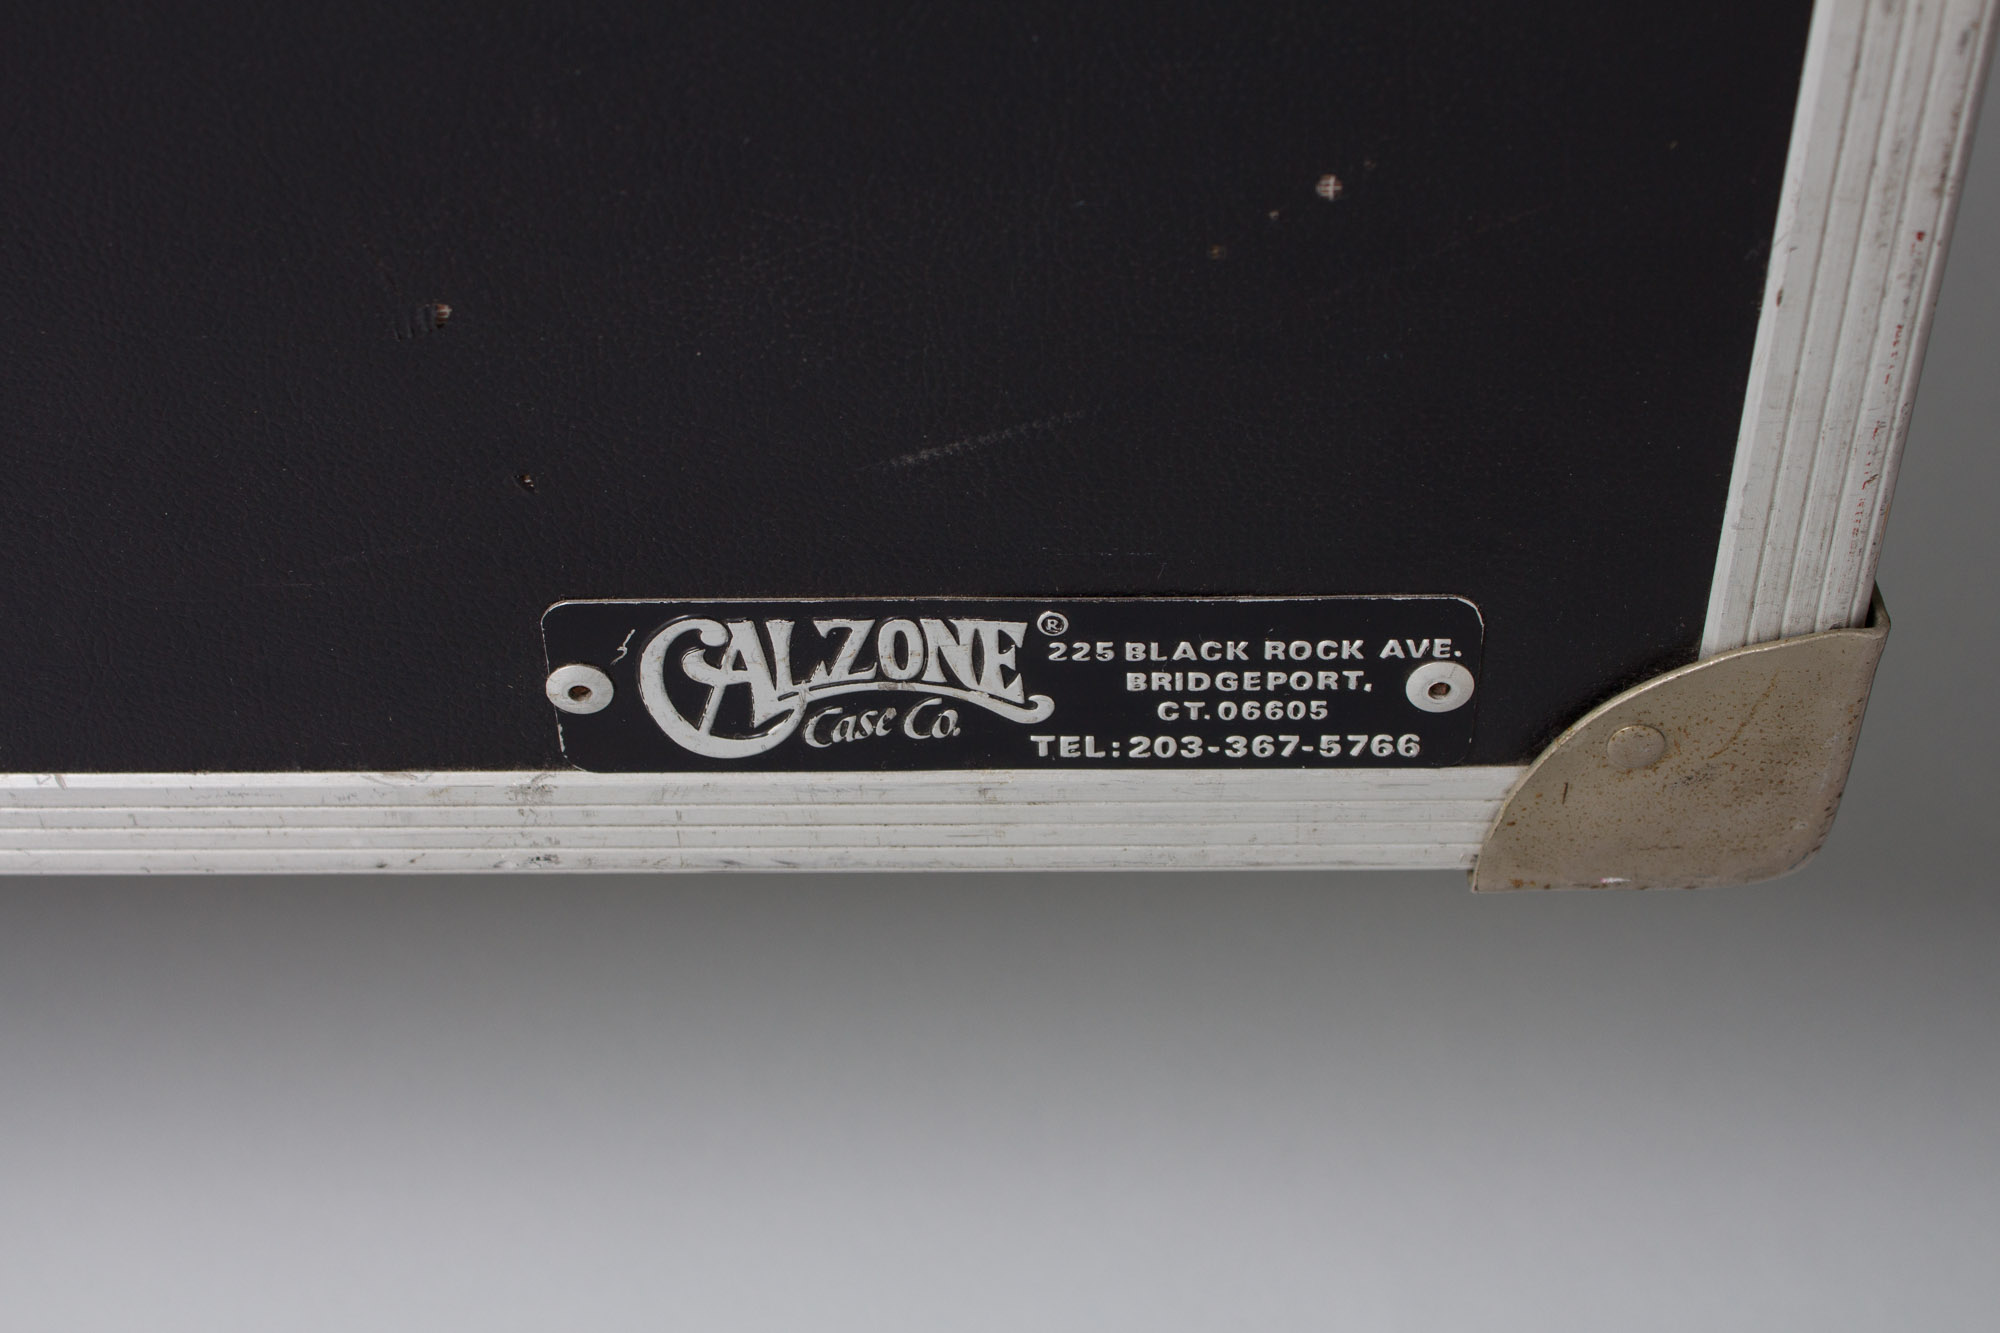 CALZONE®
Case Co.
225 BLACK ROCK AVE.
BRIDGEPORT,
CT. 06605
TEL: 203-367-5766